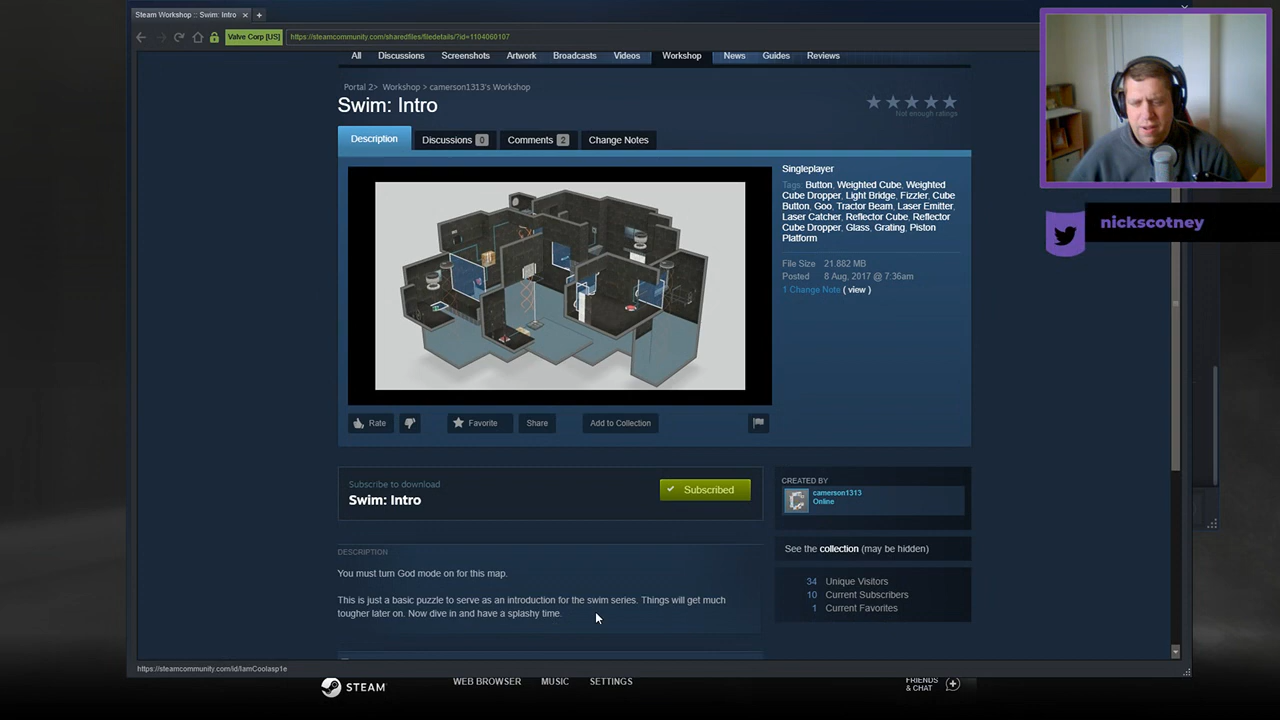 Steam Workshop :: Swim: Intro
Valve Corp [US]
https://steamcommunity.com/sharedfiles/filedetails/?id=1104060107
All Discussions Screenshots Artwork Broadcasts Videos Workshop News Guides Reviews
Portal 2> Workshop > camerson1313's Workshop
Swim: Intro
Not enough ratings
Description
Discussions 0
Comments 2
Change Notes
Singleplayer
Tags: Button, Weighted Cube, Weighted
Cube Dropper, Light Bridge, Fizzler, Cube
Button, Goo, Tractor Beam, Laser Emitter,
Laser Catcher, Reflector Cube, Reflector
Cube Dropper, Glass, Grating, Piston
Platform
File Size 21.882 MB
Posted 8 Aug, 2017 @ 7:36am
1 Change Note ( view )
Rate
Favorite
Share
Add to Collection
Subscribe to download
Swim: Intro
Subscribed
CREATED BY
camerson1313
Online
See the collection (may be hidden)
34 Unique Visitors
10 Current Subscribers
1 Current Favorites
DESCRIPTION
You must turn God mode on for this map.
This is just a basic puzzle to serve as an introduction for the swim series. Things will get much
tougher later on. Now dive in and have a splashy time.
https://steamcommunity.com/id/IamCoolasp1e
STEAM
WEB BROWSER MUSIC SETTINGS
FRIENDS
& CHAT
nickscotney